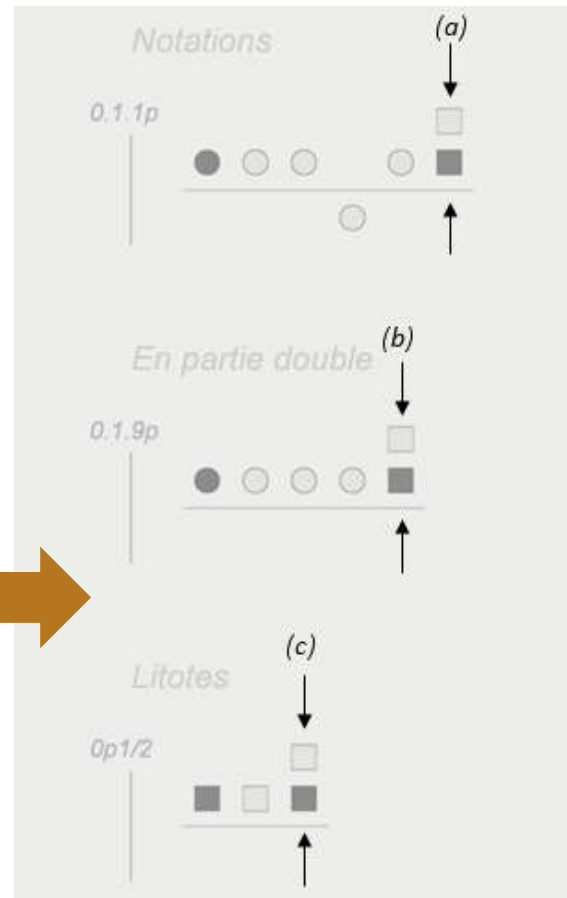 Notations
(a)
0.1.1p
En partie double
(b)
0.1.9p
(c)
Litotes
0p1/2